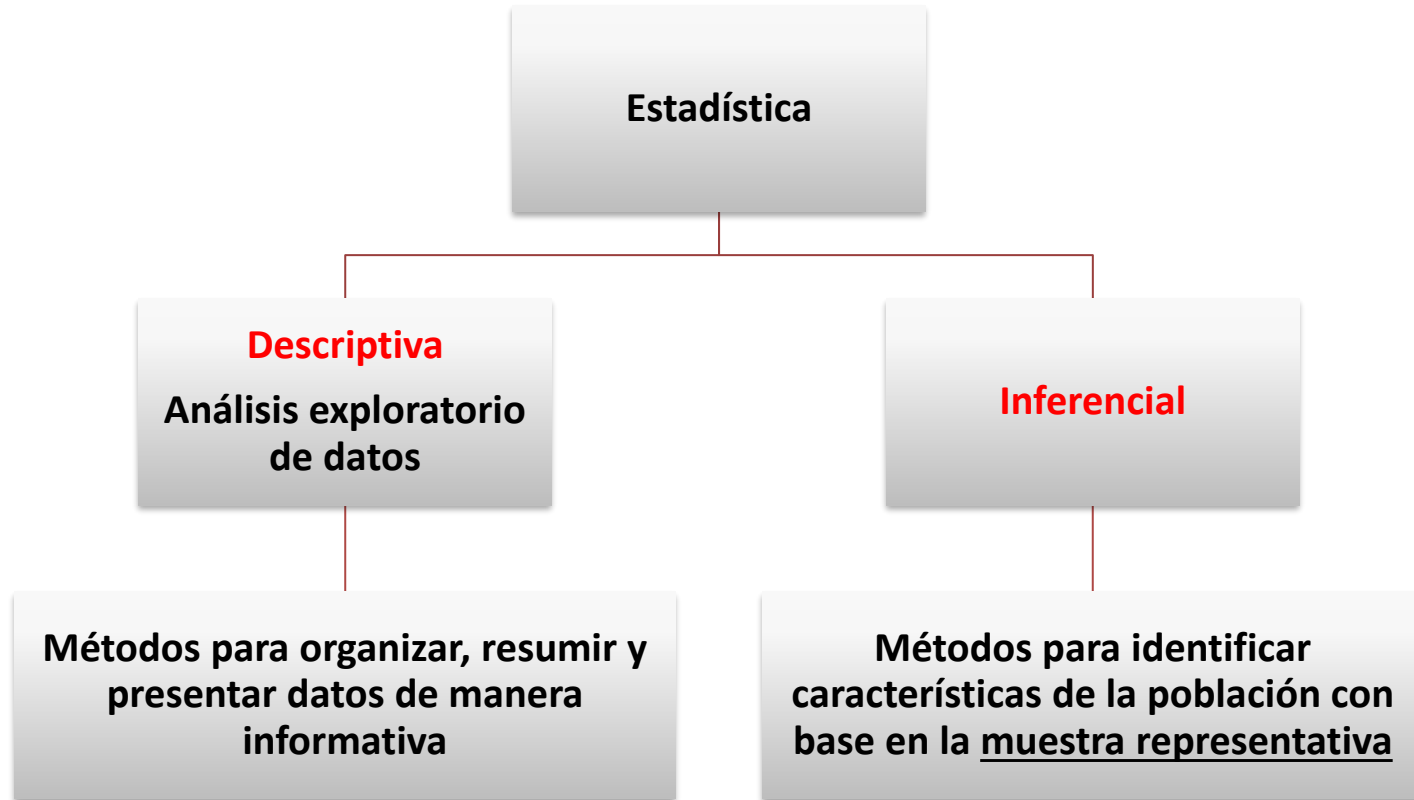 Estadística
Descriptiva
Análisis exploratorio
de datos
Inferencial
Métodos para organizar, resumir y
presentar datos de manera
informativa
Métodos para identificar
características de la población con
base en la muestra representativa